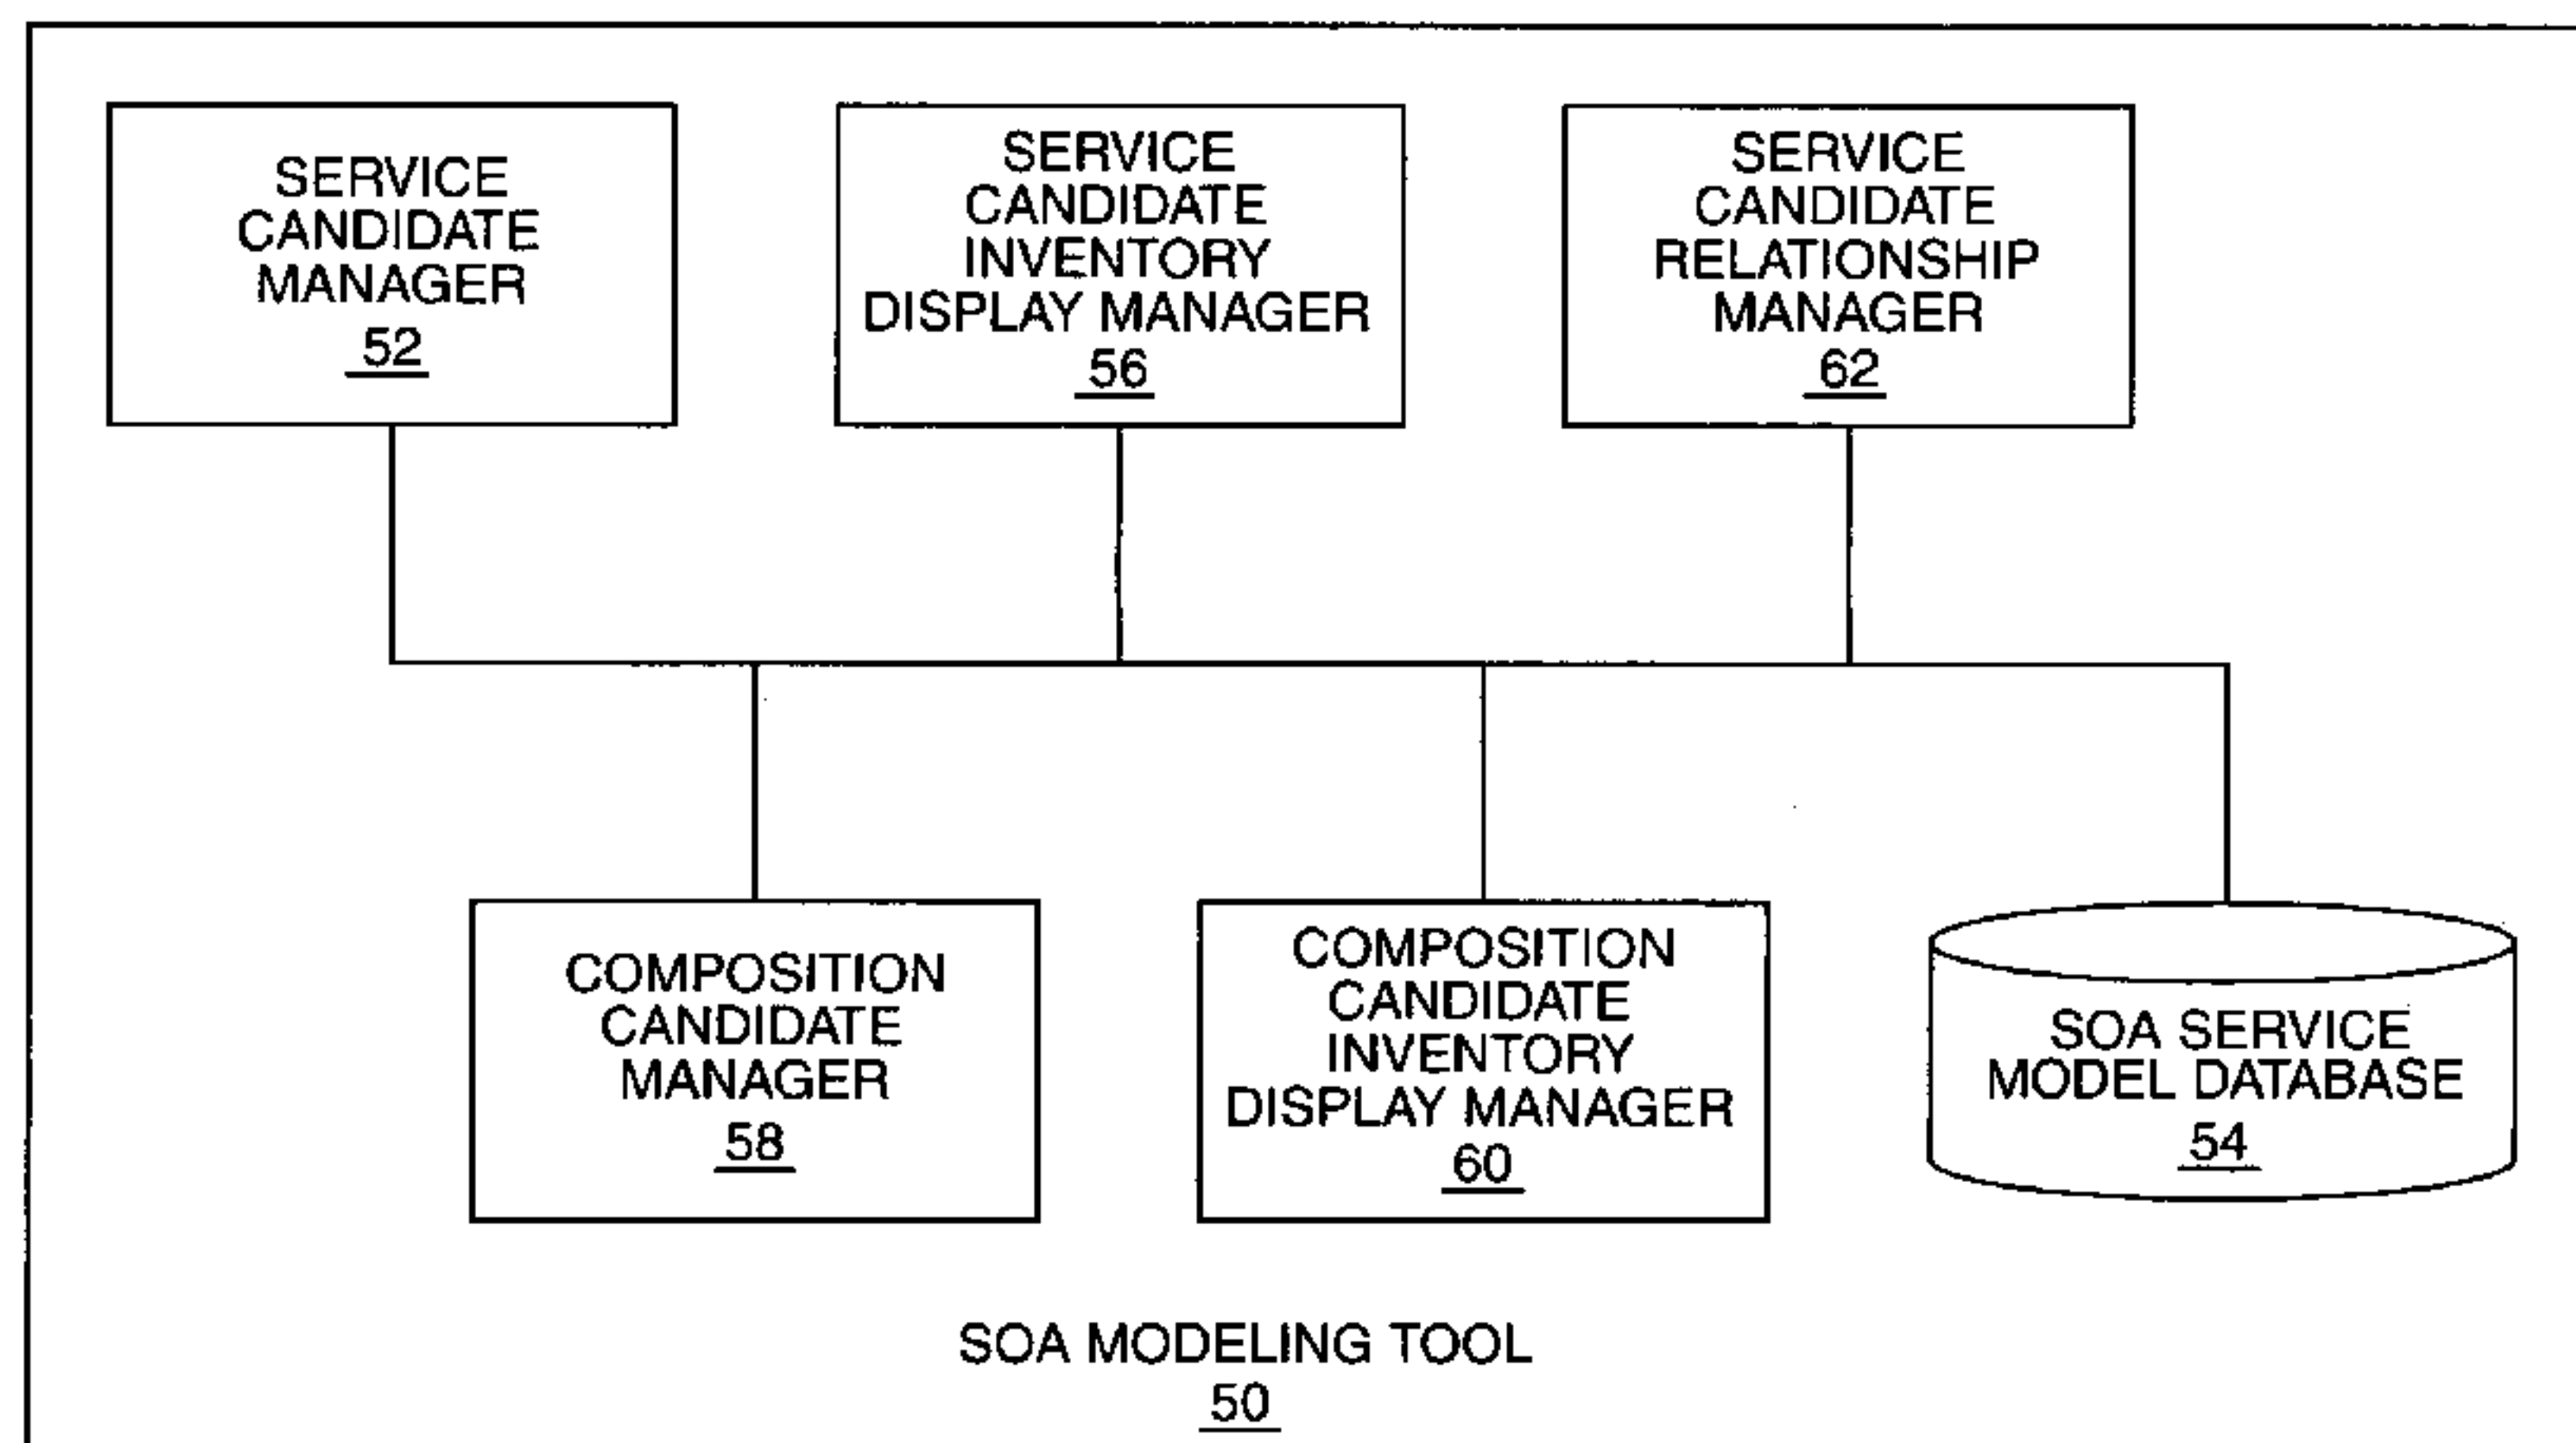 SERVICE
CANDIDATE
MANAGER
52
SERVICE
CANDIDATE
INVENTORY
DISPLAY MANAGER
56
SERVICE
CANDIDATE
RELATIONSHIP
MANAGER
62
COMPOSITION
CANDIDATE
MANAGER
58
COMPOSITION
CANDIDATE
INVENTORY
DISPLAY MANAGER
60
SOA SERVICE
MODEL DATABASE
54
SOA MODELING TOOL
50